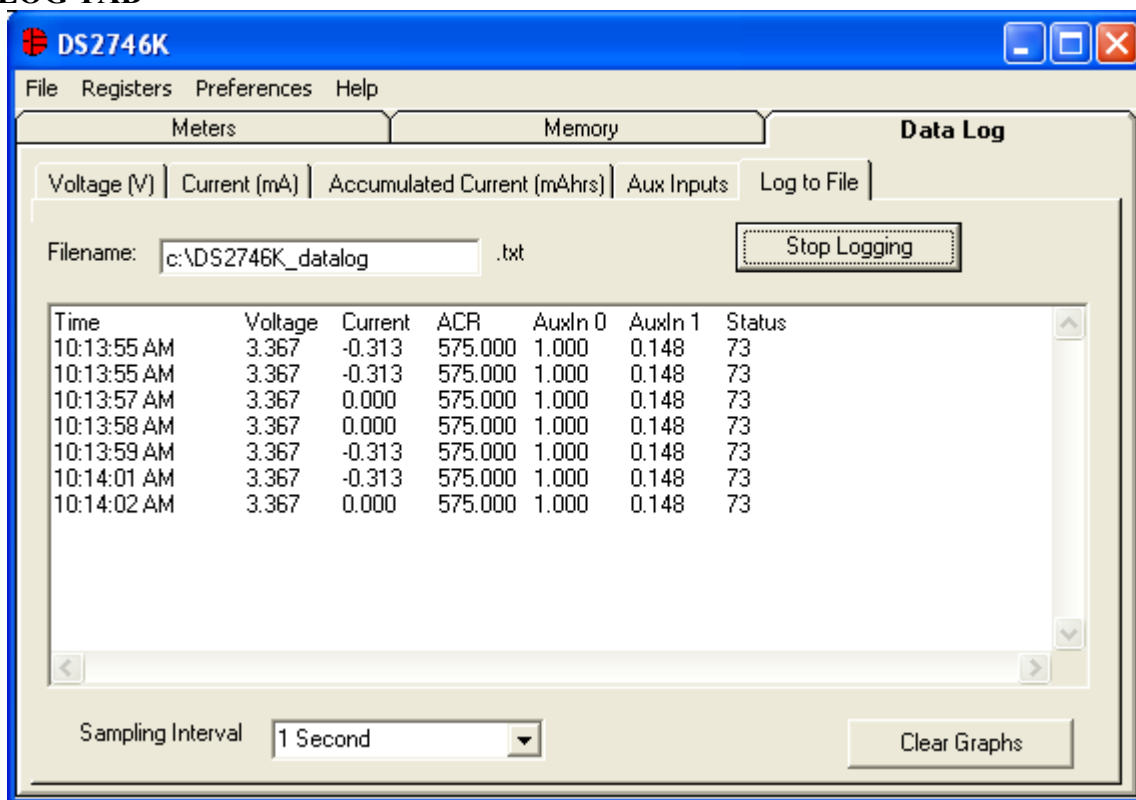 LOG TAB
DS2746K
File Registers Preferences Help
Meters Memory Data Log
Voltage (V) Current (mA) Accumulated Current (mAhrs) Aux Inputs Log to File
Filename: c:\DS2746K_datalog .txt Stop Logging
Time Voltage Current ACR AuxIn 0 AuxIn 1 Status
10:13:55 AM 3.367 -0.313 575.000 1.000 0.148 73
10:13:55 AM 3.367 -0.313 575.000 1.000 0.148 73
10:13:57 AM 3.367 0.000 575.000 1.000 0.148 73
10:13:58 AM 3.367 0.000 575.000 1.000 0.148 73
10:13:59 AM 3.367 -0.313 575.000 1.000 0.148 73
10:14:01 AM 3.367 -0.313 575.000 1.000 0.148 73
10:14:02 AM 3.367 0.000 575.000 1.000 0.148 73
Sampling Interval 1 Second Clear Graphs